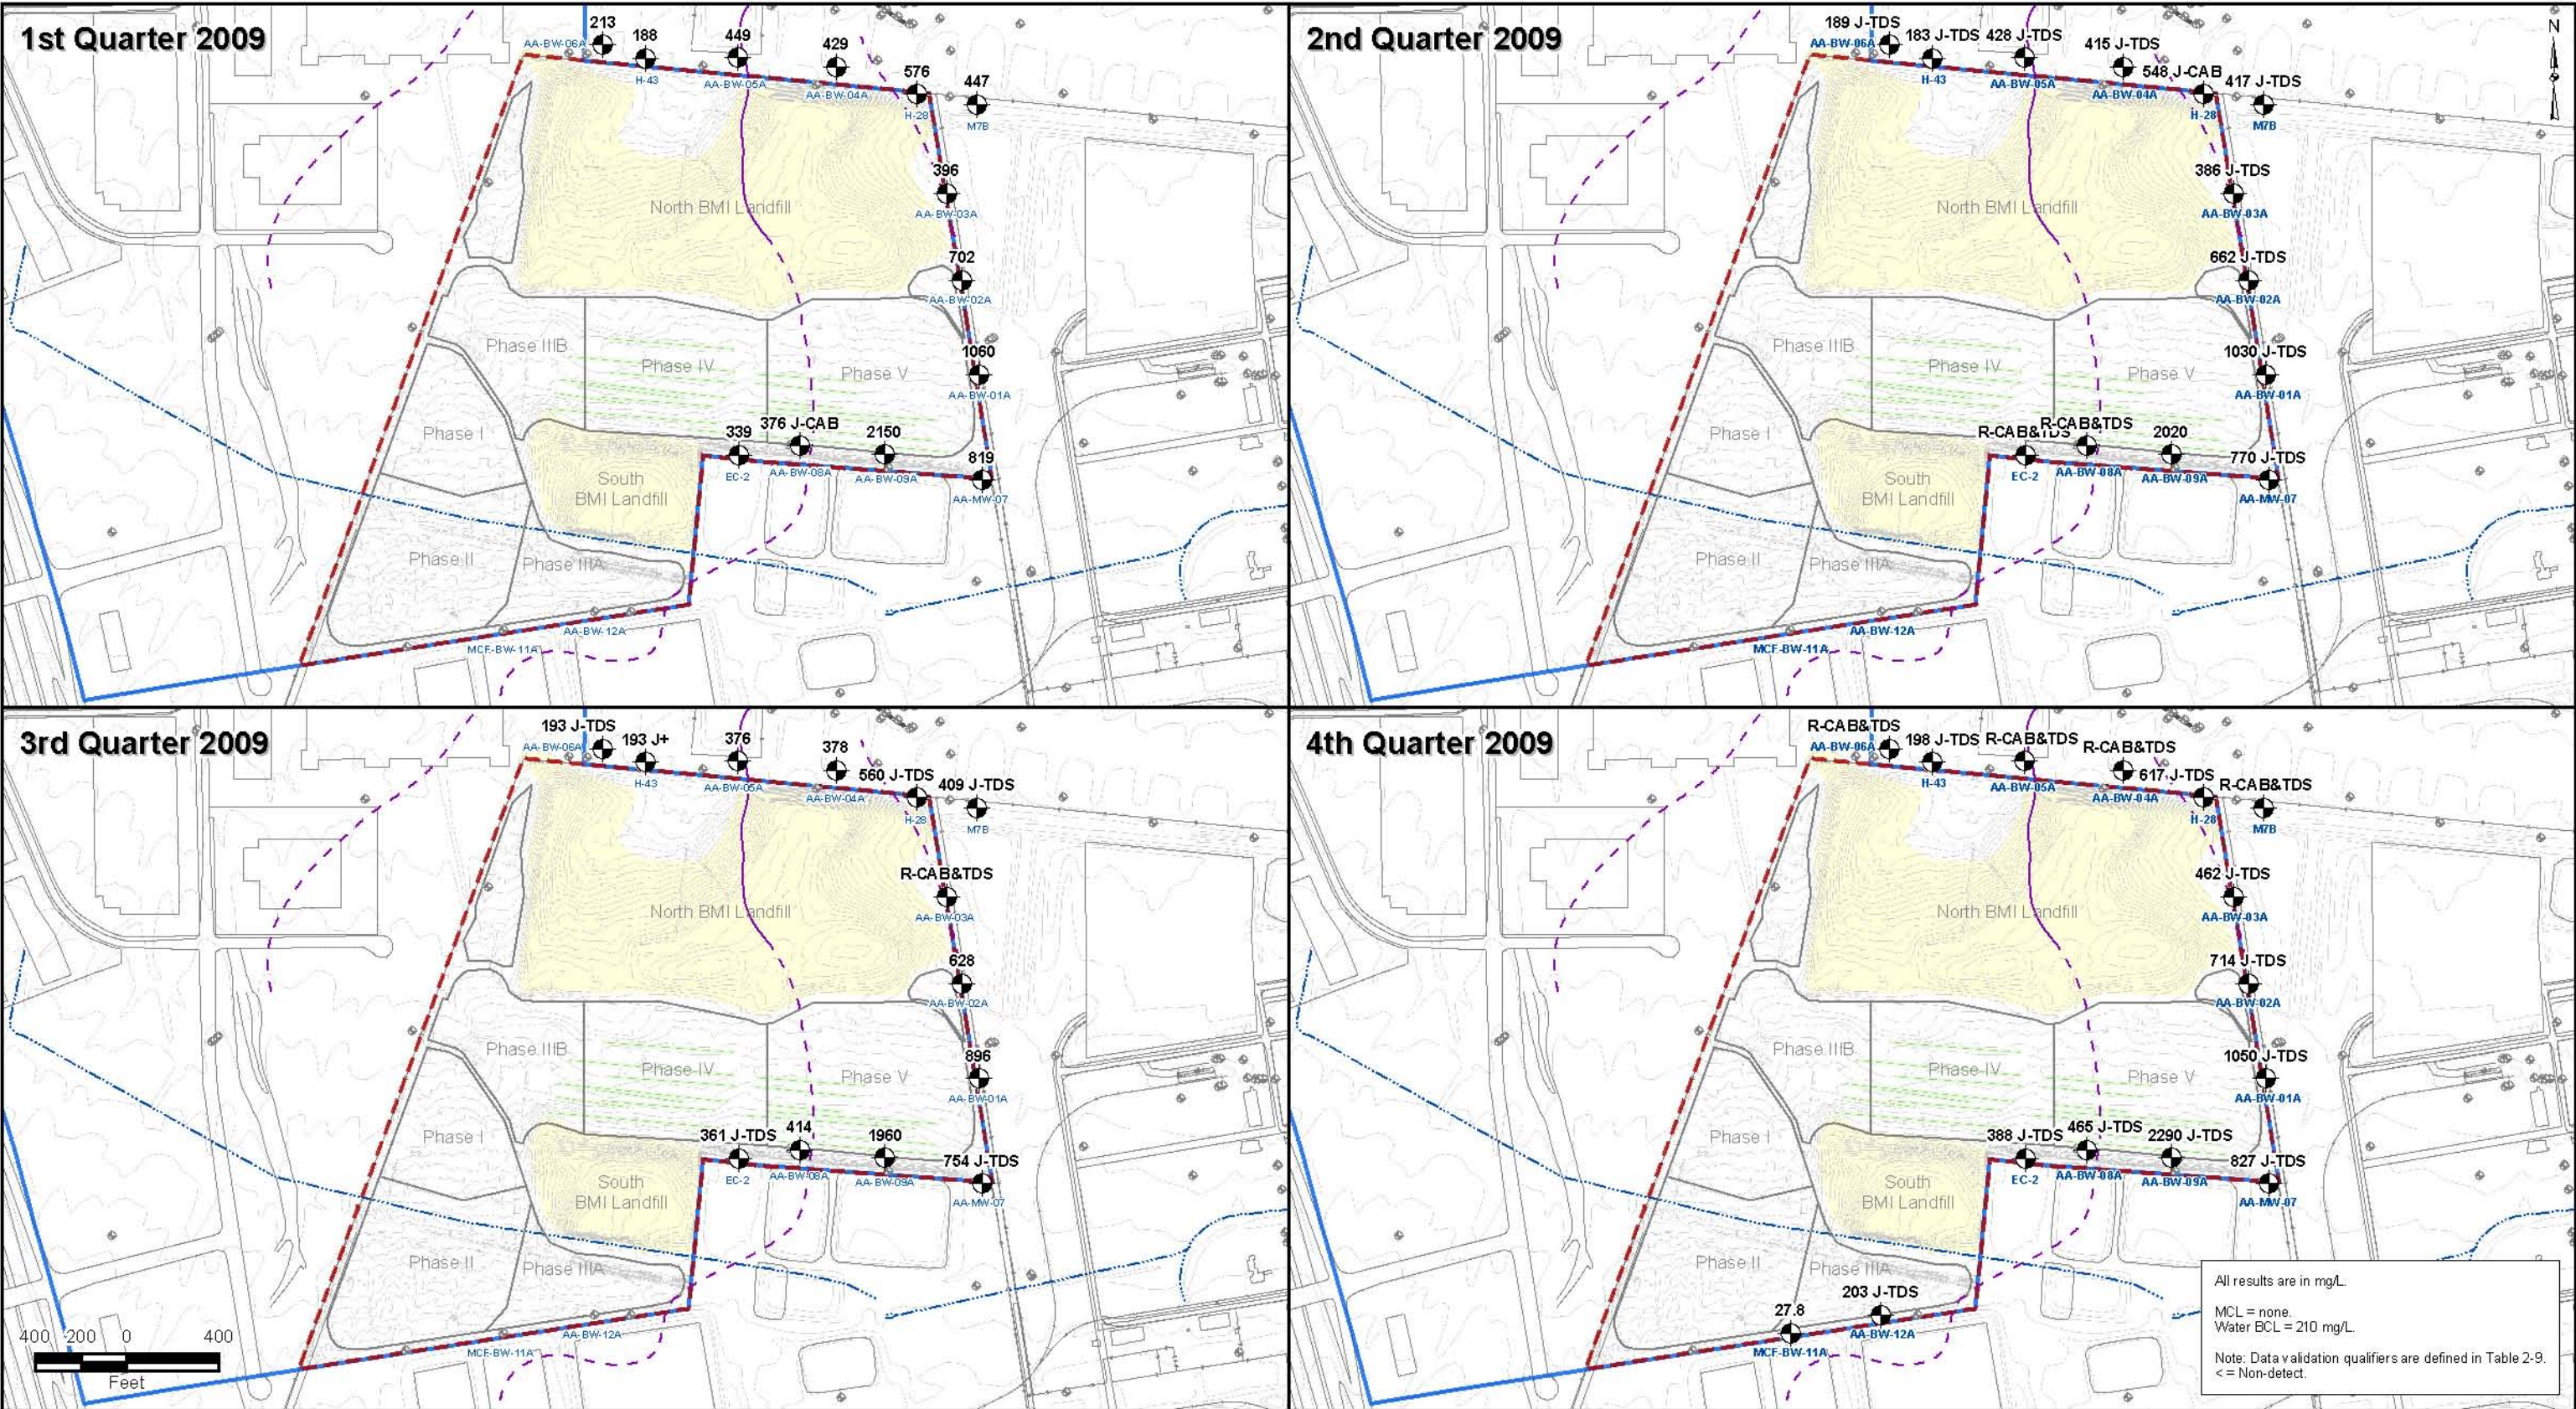 1st Quarter 2009
213
AA-BW-06A
188
H-43
449
AA-BW-05A
429
AA-BW-04A
576
H-28
447
M7B
396
AA-BW-03A
North BMI Landfill
702
AA-BW-02A
Phase IIIB
Phase IV
Phase V
1060
AA-BW-01A
Phase I
339
EC-2
376 J-CAB
AA-BW-08A
2150
AA-BW-09A
819
AA-MW-07
South
BMI Landfill
Phase II
Phase IIIA
AA-BW-12A
MCF-BW-11A
2nd Quarter 2009
N
189 J-TDS
AA-BW-06A
183 J-TDS
H-43
428 J-TDS
AA-BW-05A
415 J-TDS
AA-BW-04A
548 J-CAB
H-28
417 J-TDS
M7B
386 J-TDS
AA-BW-03A
North BMI Landfill
662 J-TDS
AA-BW-02A
Phase IIIB
Phase IV
Phase V
1030 J-TDS
AA-BW-01A
Phase I
R-CAB&TDS
EC-2
R-CAB&TDS
AA-BW-08A
2020
AA-BW-09A
770 J-TDS
AA-MW-07
South
BMI Landfill
Phase II
Phase IIIA
AA-BW-12A
MCF-BW-11A
3rd Quarter 2009
193 J-TDS
AA-BW-06A
193 J+
H-43
376
AA-BW-05A
378
AA-BW-04A
560 J-TDS
H-28
409 J-TDS
M7B
R-CAB&TDS
AA-BW-03A
North BMI Landfill
628
AA-BW-02A
Phase IIIB
Phase IV
Phase V
896
AA-BW-01A
Phase I
361 J-TDS
EC-2
414
AA-BW-08A
1960
AA-BW-09A
754 J-TDS
AA-MW-07
South
BMI Landfill
Phase II
Phase IIIA
AA-BW-12A
MCF-BW-11A
400 200 0 400
Feet
4th Quarter 2009
R-CAB&TDS
AA-BW-06A
198 J-TDS
H-43
R-CAB&TDS
AA-BW-05A
R-CAB&TDS
AA-BW-04A
617 J-TDS
H-28
R-CAB&TDS
M7B
462 J-TDS
AA-BW-03A
North BMI Landfill
714 J-TDS
AA-BW-02A
Phase IIIB
Phase IV
Phase V
1050 J-TDS
AA-BW-01A
Phase I
388 J-TDS
EC-2
465 J-TDS
AA-BW-08A
2290 J-TDS
AA-BW-09A
827 J-TDS
AA-MW-07
South
BMI Landfill
Phase II
Phase IIIA
203 J-TDS
AA-BW-12A
27.8
MCF-BW-11A
All results are in mg/L.
MCL = none.
Water BCL = 210 mg/L.
Note: Data validation qualifiers are defined in Table 2-9.
< = Non-detect.